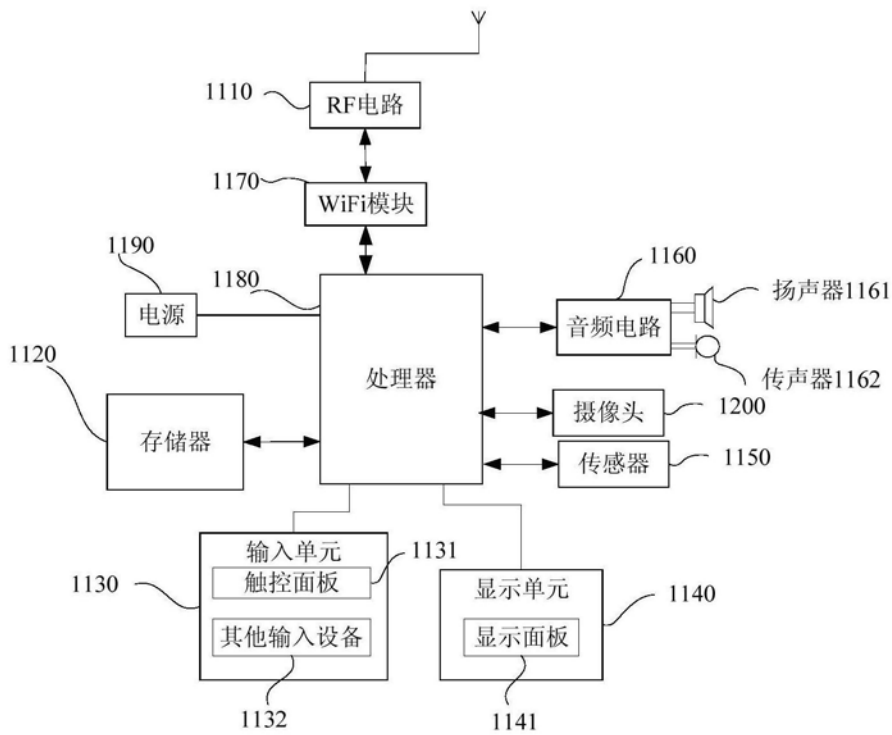 1110
RF电路
1170
WiFi模块
1190
1180
1160
电源
扬声器1161
音频电路
1120
处理器
传声器1162
摄像头
1200
存储器
传感器
1150
输入单元
1131
1130
触控面板
显示单元
1140
其他输入设备
显示面板
1132
1141